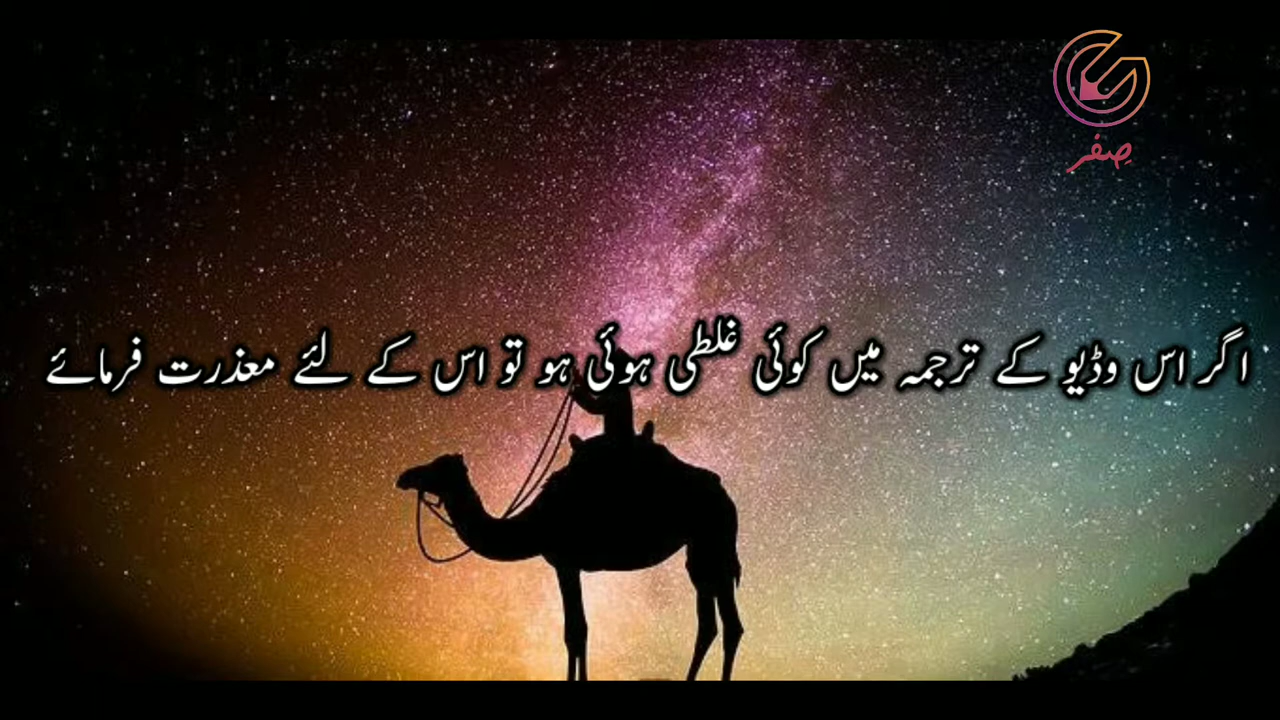 صفر
اگر اس وڈیو کے ترجمہ میں کوئی غلطی ہوئی ہو تو اس کے لئے معذرت فرمائے